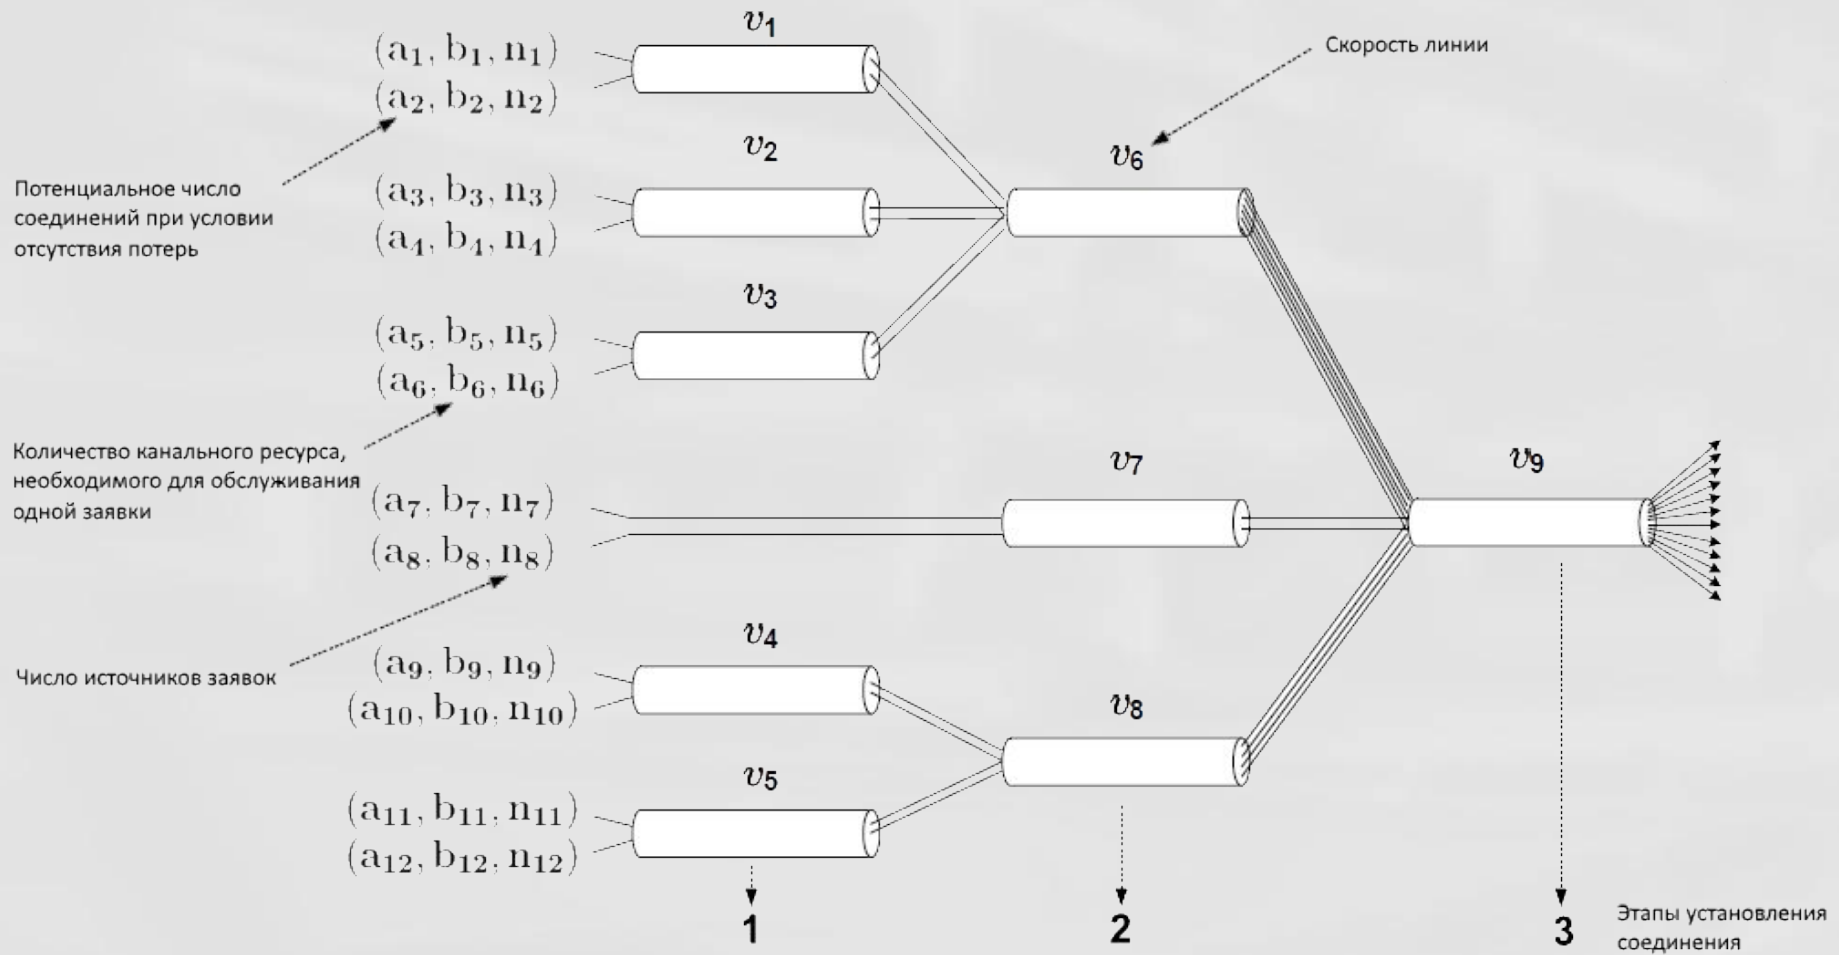 v₁
(a₁, b₁, n₁)
(a₂, b₂, n₂)
Скорость линии
v₂
v₆
Потенциальное число
соединений при условии
отсутствия потерь
(a₃, b₃, n₃)
(a₄, b₄, n₄)
v₃
(a₅, b₅, n₅)
(a₆, b₆, n₆)
Количество канального ресурса,
необходимого для обслуживания
одной заявки
v₇
v₉
(a₇, b₇, n₇)
(a₈, b₈, n₈)
v₄
Число источников заявок
(a₉, b₉, n₉)
(a₁₀, b₁₀, n₁₀)
v₈
v₅
(a₁₁, b₁₁, n₁₁)
(a₁₂, b₁₂, n₁₂)
1
2
3
Этапы установления
соединения